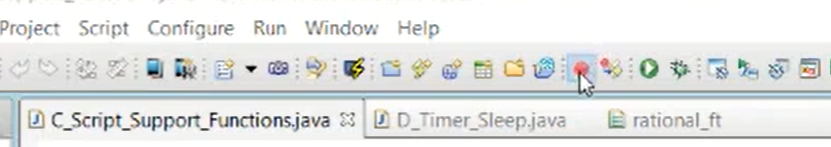 Project Script Configure Run Window Help
C_Script_Support_Functions.java D_Timer_Sleep.java rational_ft